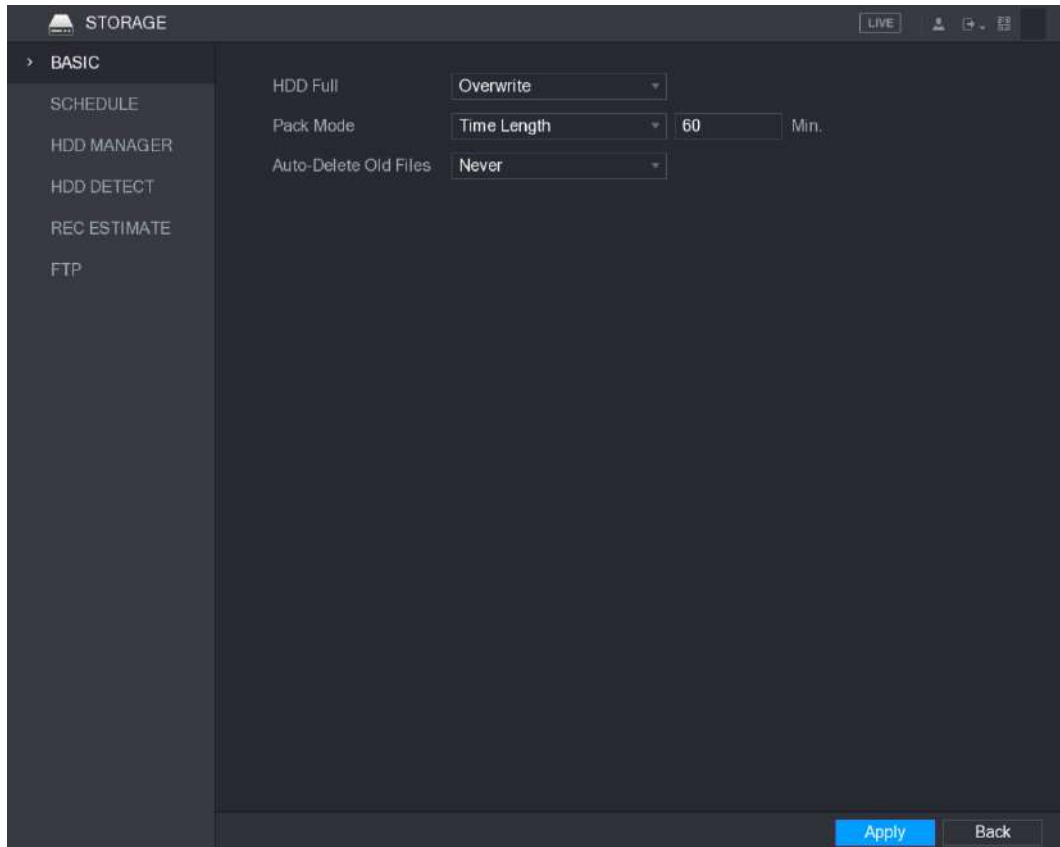 STORAGE
LIVE
BASIC
SCHEDULE
HDD MANAGER
HDD DETECT
REC ESTIMATE
FTP
HDD Full Overwrite
Pack Mode Time Length 60 Min.
Auto-Delete Old Files Never
Apply Back